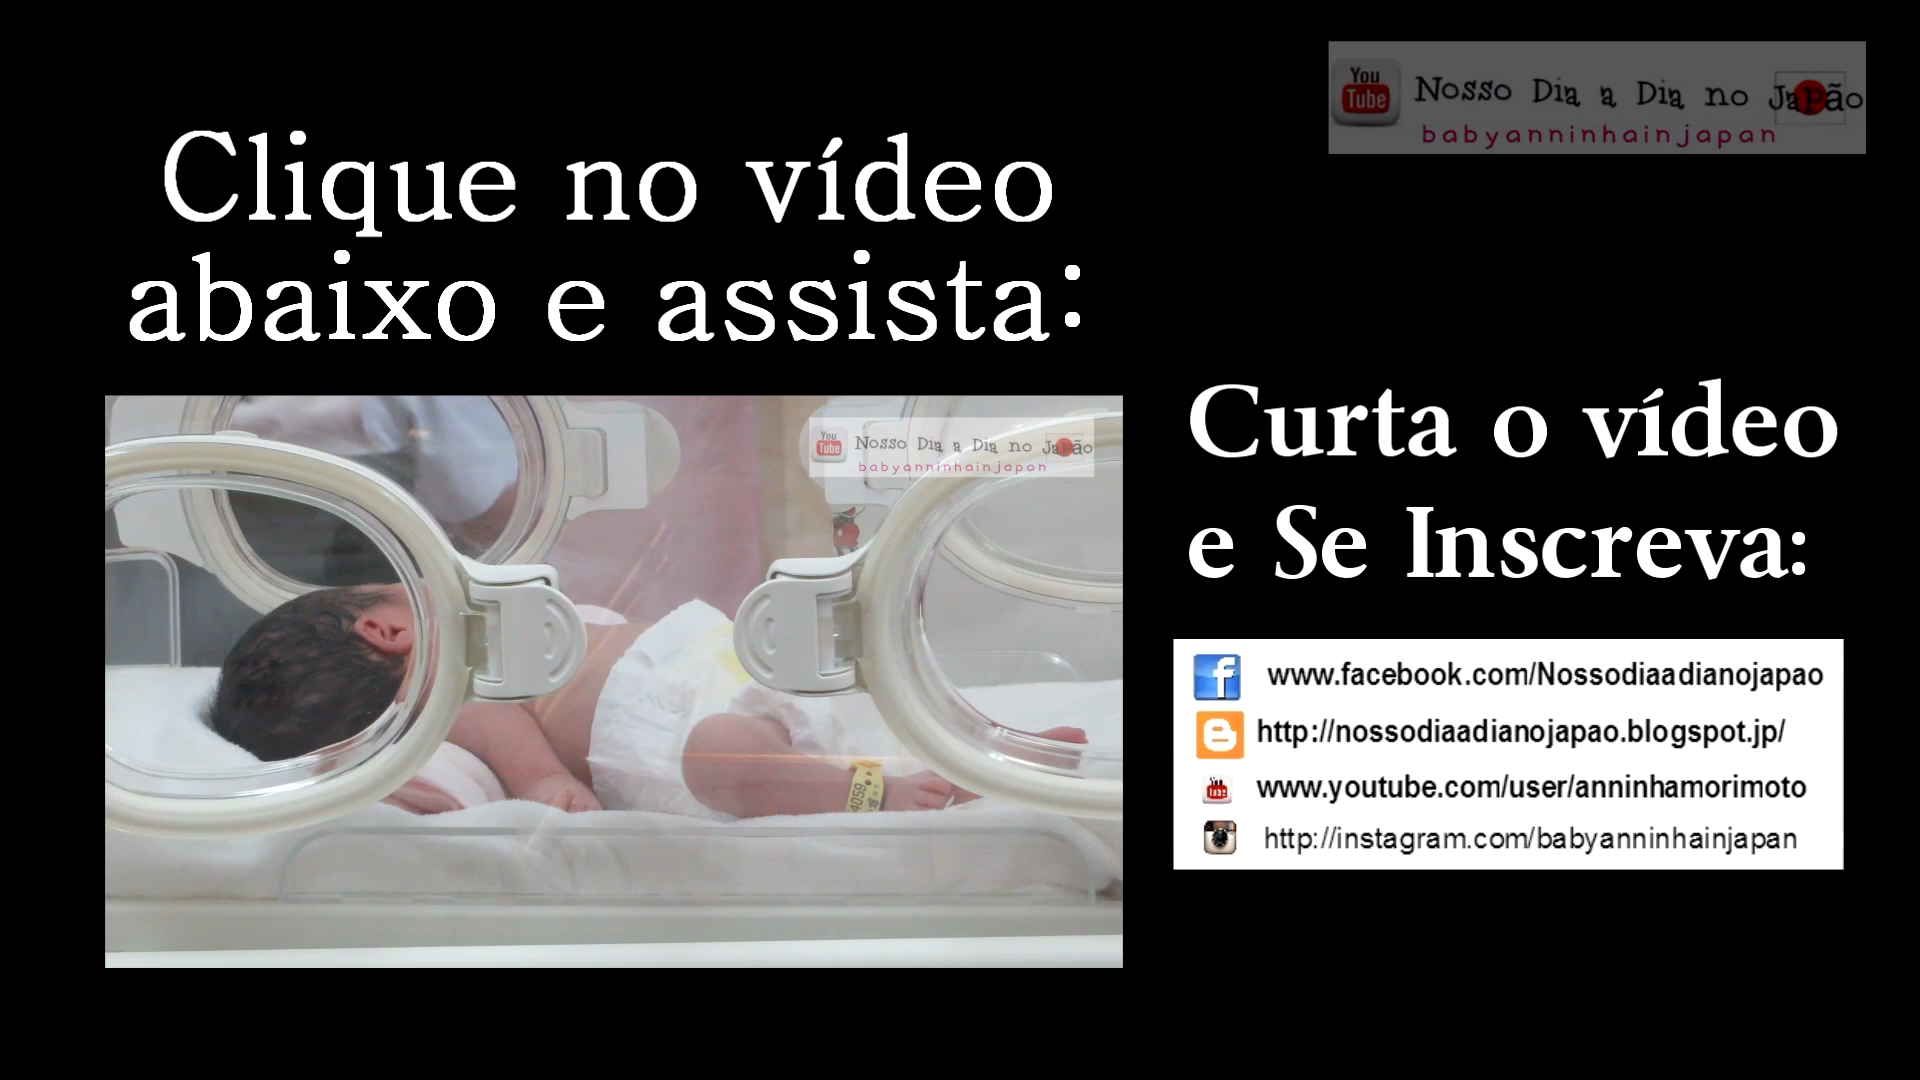 You
Tube
Nosso Dia a Dia no Japão
babyanninhainjapan
Clique no vídeo
abaixo e assista:
You
Tube
Nosso Dia a Dia no Japão
babyanninhainjapan
4059
Curta o vídeo
e Se Inscreva:
www.facebook.com/Nossodiaadianojapao
http://nossodiaadianojapao.blogspot.jp/
www.youtube.com/user/anninhamorimoto
http://instagram.com/babyanninhainjapan